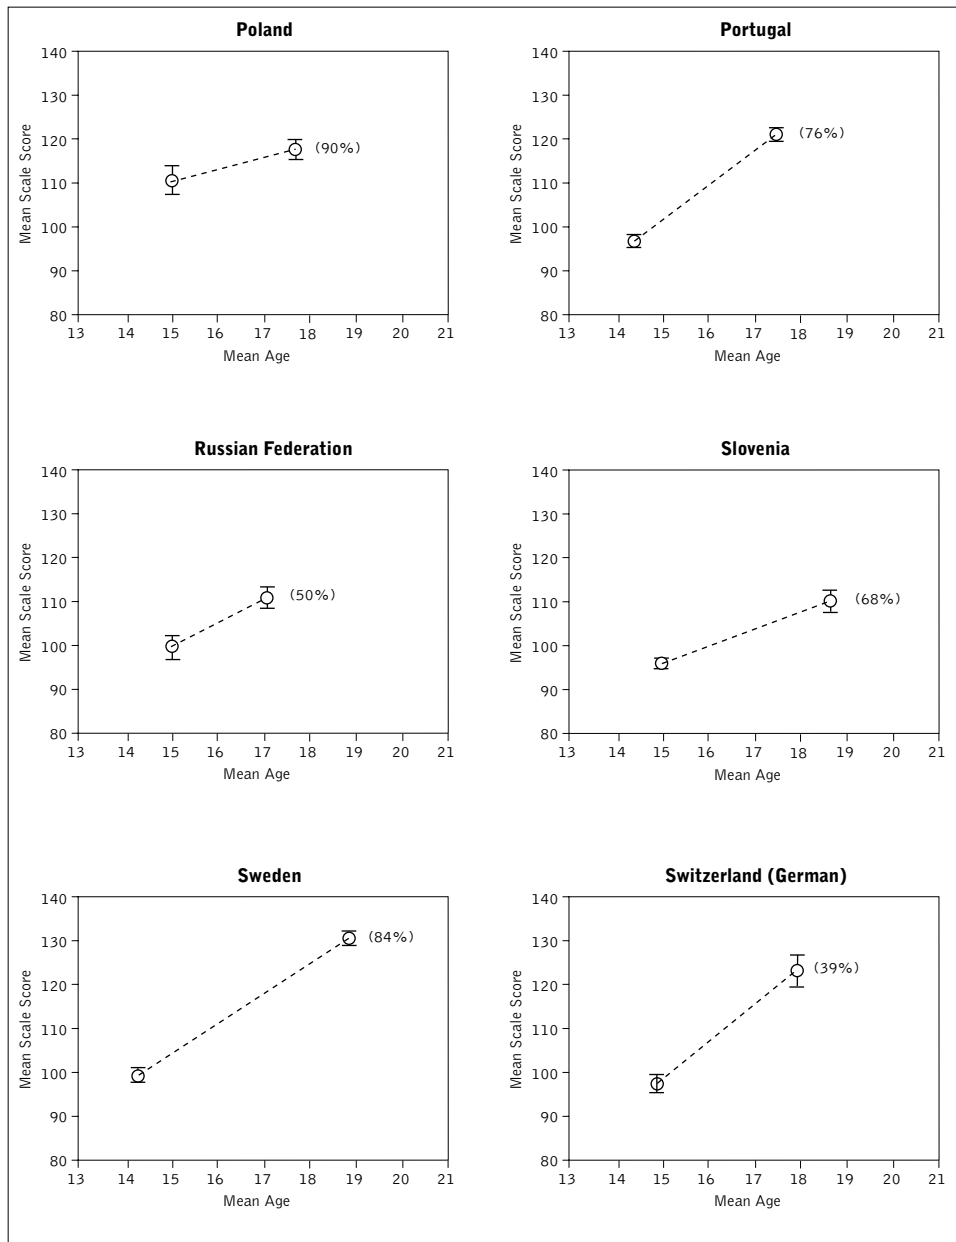 Poland
140
130
120
110
100
90
80
Mean Scale Score
(90%)
13 14 15 16 17 18 19 20 21
Mean Age
Portugal
140
130
120
110
100
90
80
Mean Scale Score
(76%)
13 14 15 16 17 18 19 20 21
Mean Age
Russian Federation
140
130
120
110
100
90
80
Mean Scale Score
(50%)
13 14 15 16 17 18 19 20 21
Mean Age
Slovenia
140
130
120
110
100
90
80
Mean Scale Score
(68%)
13 14 15 16 17 18 19 20 21
Mean Age
Sweden
140
130
120
110
100
90
80
Mean Scale Score
(84%)
13 14 15 16 17 18 19 20 21
Mean Age
Switzerland (German)
140
130
120
110
100
90
80
Mean Scale Score
(39%)
13 14 15 16 17 18 19 20 21
Mean Age